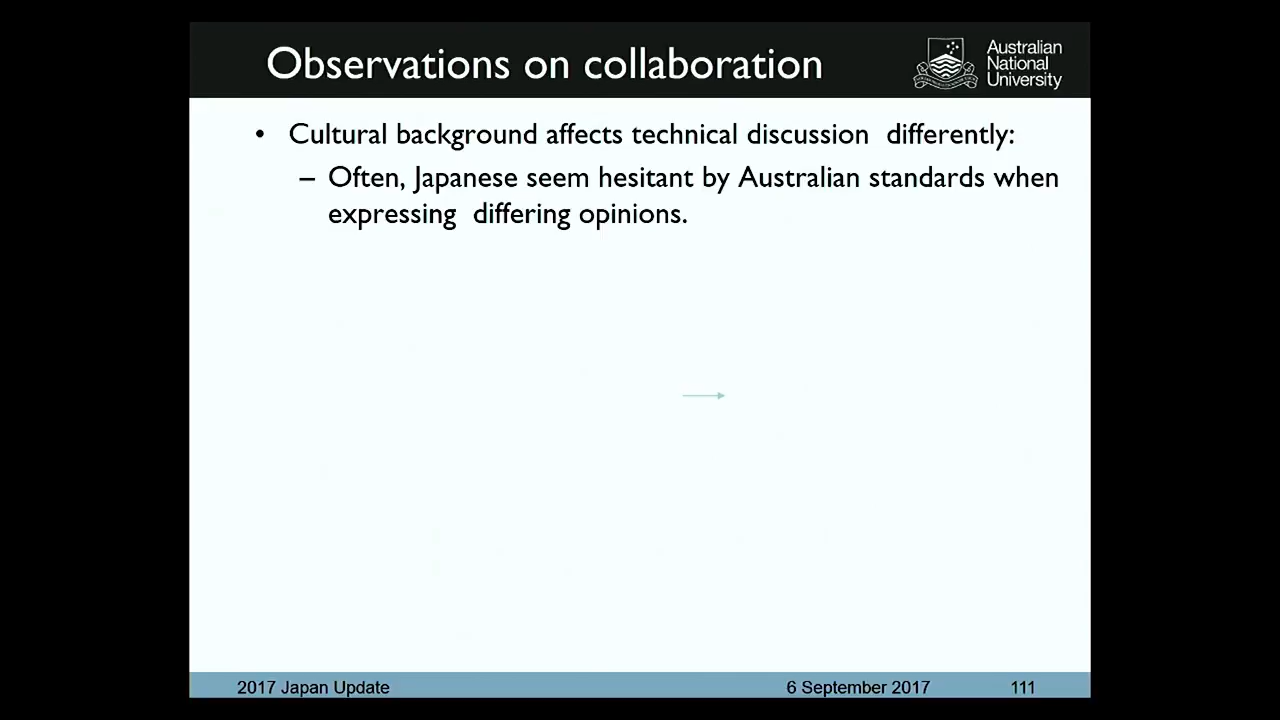 Observations on collaboration
Australian
National
University
• Cultural background affects technical discussion differently:
– Often, Japanese seem hesitant by Australian standards when
expressing differing opinions.
2017 Japan Update
6 September 2017
111